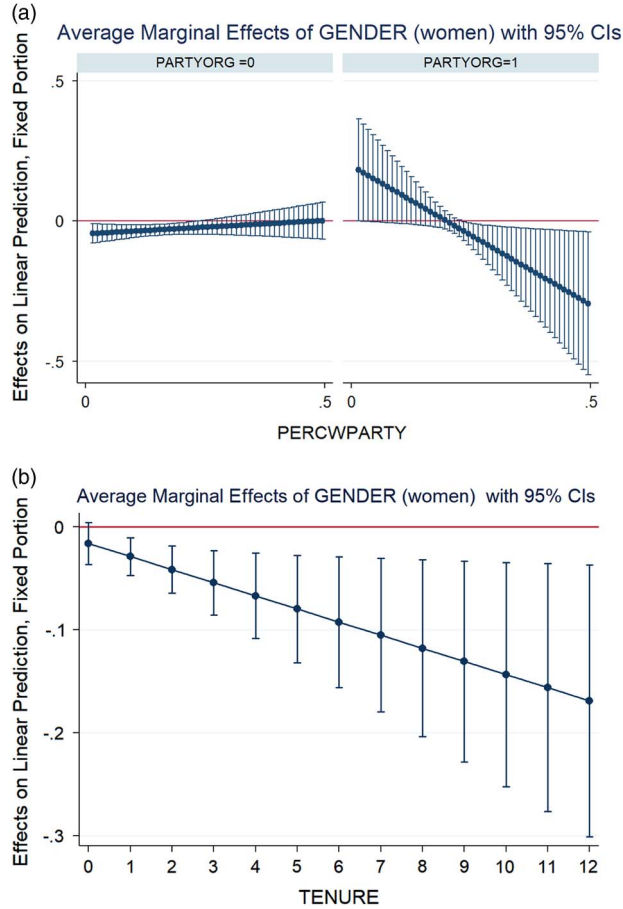 (a)
Average Marginal Effects of GENDER (women) with 95% CIs
PARTYORG =0
PARTYORG=1
Effects on Linear Prediction, Fixed Portion
.5
0
-.5
0
.5
0
.5
PERCWPARTY
(b)
Average Marginal Effects of GENDER (women) with 95% CIs
Effects on Linear Prediction, Fixed Portion
0
-.1
-.2
-.3
0 1 2 3 4 5 6 7 8 9 10 11 12
TENURE